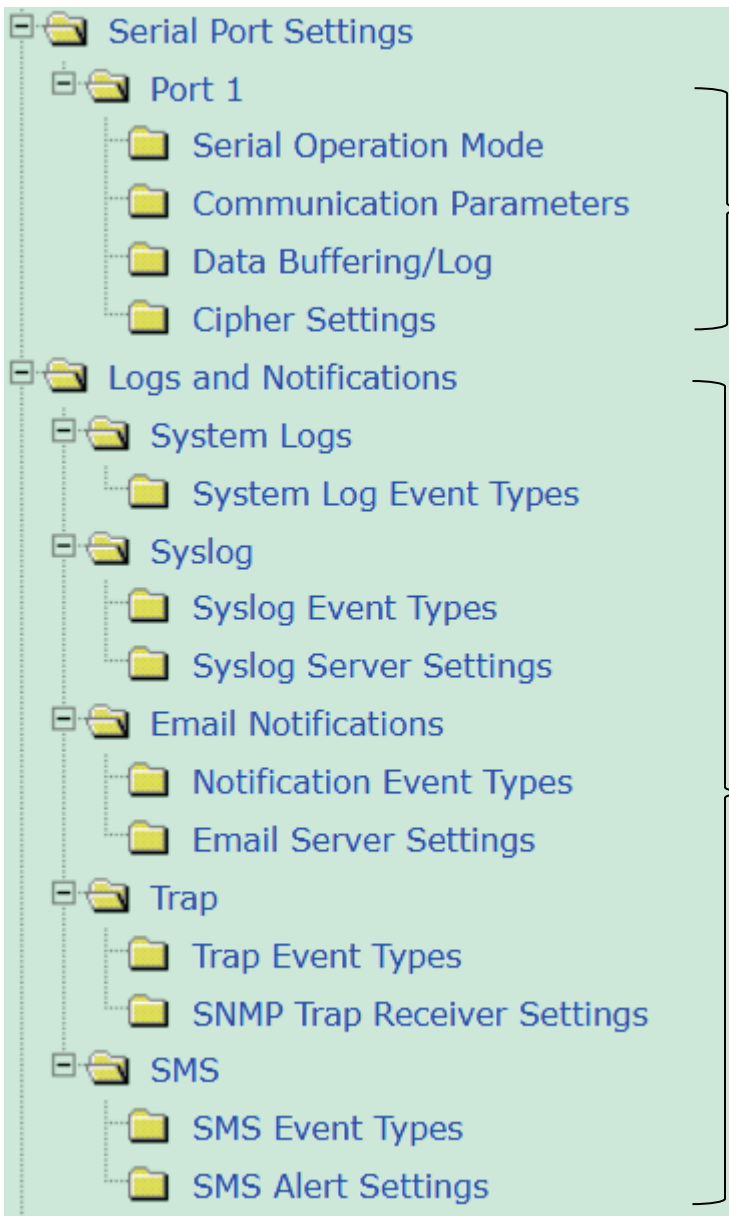 Serial Port Settings
Port 1
Serial Operation Mode
Communication Parameters
Data Buffering/Log
Cipher Settings
Logs and Notifications
System Logs
System Log Event Types
Syslog
Syslog Event Types
Syslog Server Settings
Email Notifications
Notification Event Types
Email Server Settings
Trap
Trap Event Types
SNMP Trap Receiver Settings
SMS
SMS Event Types
SMS Alert Settings